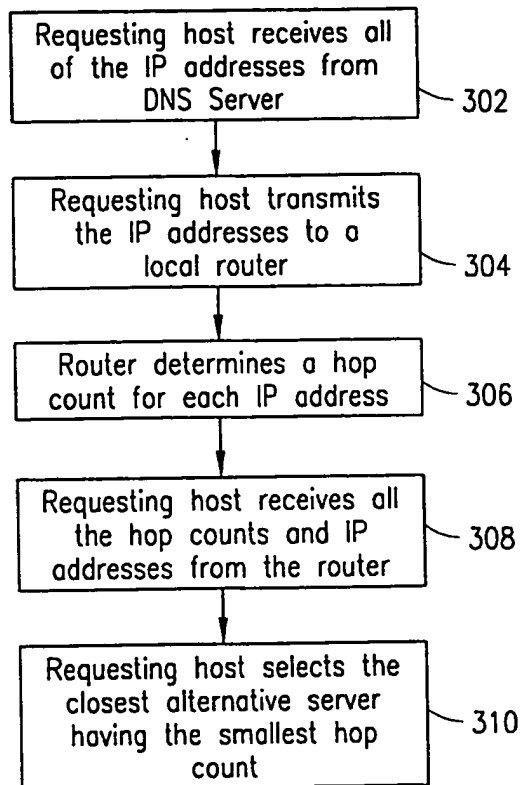 Requesting host receives all
of the IP addresses from
DNS Server
302
Requesting host transmits
the IP addresses to a
local router
304
Router determines a hop
count for each IP address
306
Requesting host receives all
the hop counts and IP
addresses from the router
308
Requesting host selects the
closest alternative server
having the smallest hop
count
310